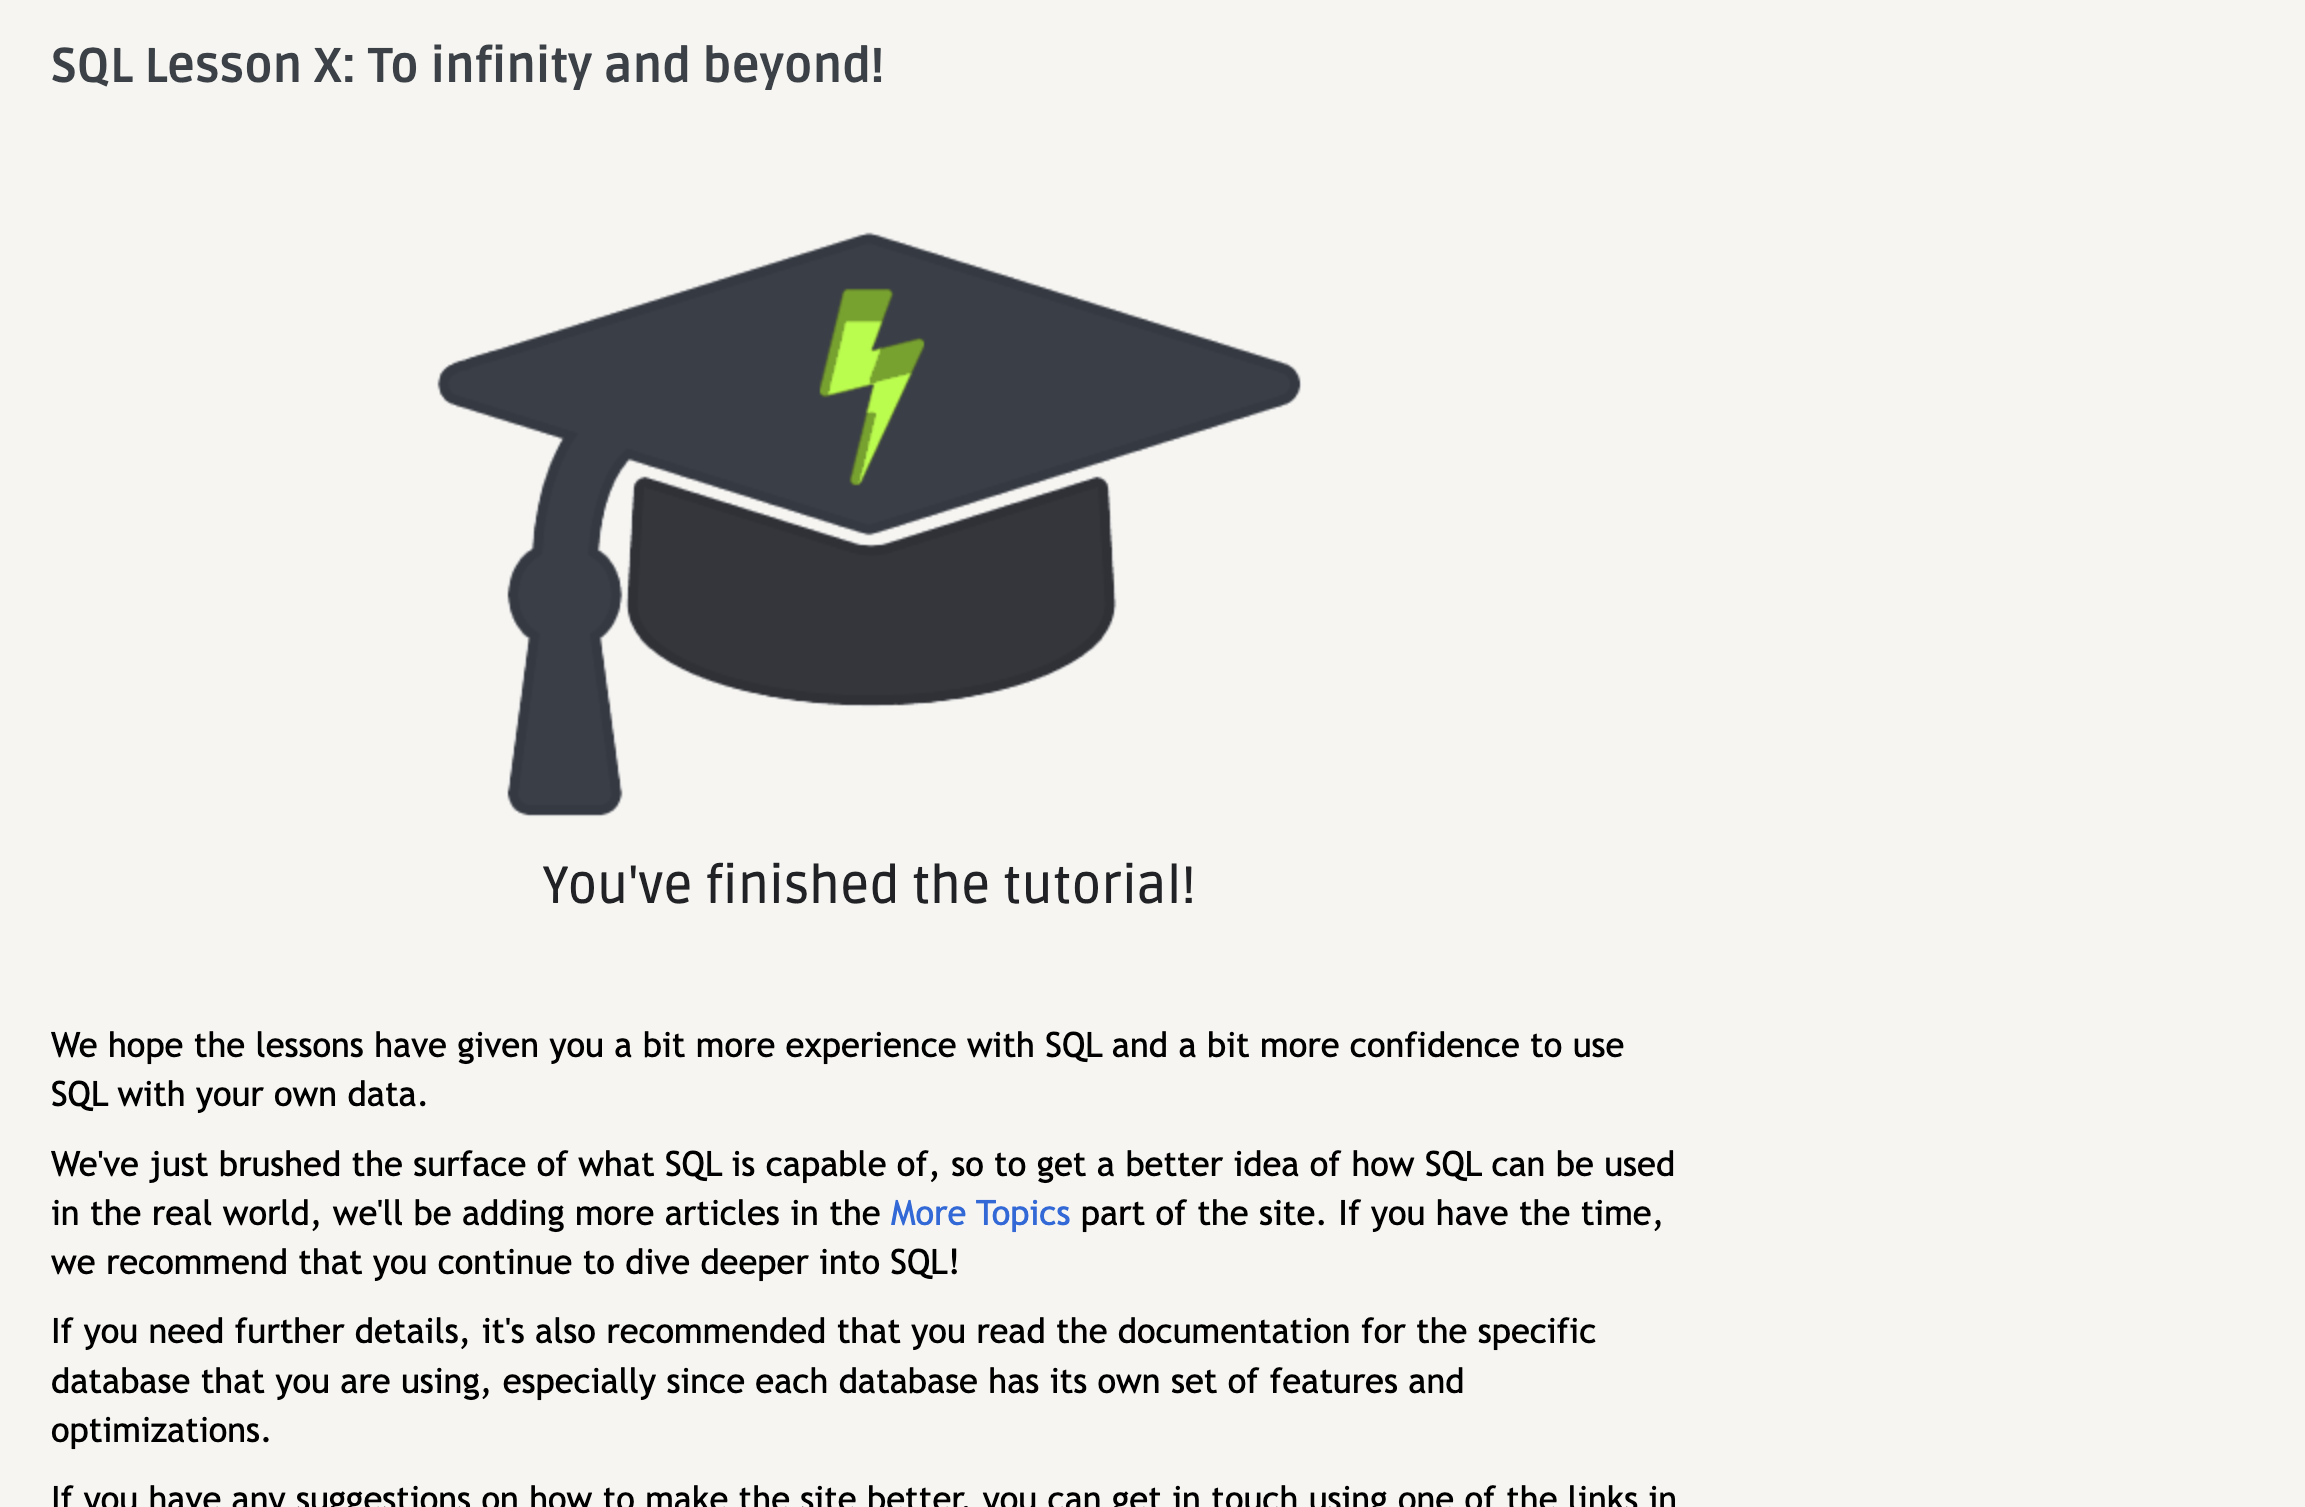 SQL Lesson X: To infinity and beyond!
You've finished the tutorial!
We hope the lessons have given you a bit more experience with SQL and a bit more confidence to use
SQL with your own data.
We've just brushed the surface of what SQL is capable of, so to get a better idea of how SQL can be used
in the real world, we'll be adding more articles in the More Topics part of the site. If you have the time,
we recommend that you continue to dive deeper into SQL!
If you need further details, it's also recommended that you read the documentation for the specific
database that you are using, especially since each database has its own set of features and
optimizations.
If you have any suggestions on how to make the site better, you can get in touch using one of the links in